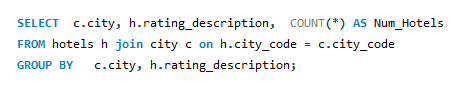 SELECT  c.city, h.rating_description,  COUNT(*) AS Num_Hotels
FROM hotels h join city c on h.city_code = c.city_code
GROUP BY   c.city, h.rating_description;